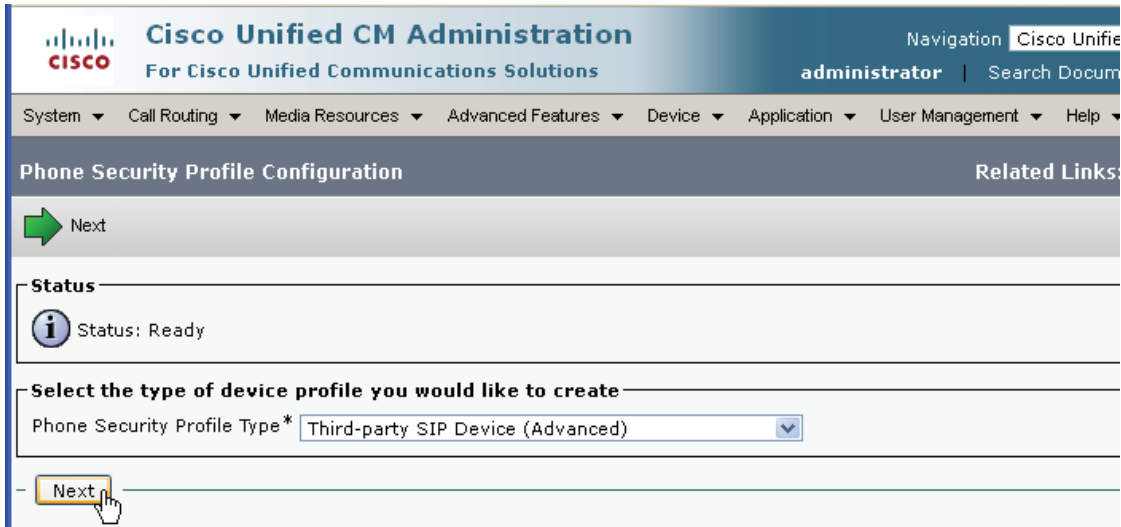 CISCO
Cisco Unified CM Administration
For Cisco Unified Communications Solutions
Navigation Cisco
administrator | Search
System Call Routing Media Resources Advanced Features Device Application User Management Help
Phone Security Profile Configuration
Related Links:
Next
Status
Status: Ready
Select the type of device profile you would like to create
Phone Security Profile Type* Third-party SIP Device (Advanced)
Next